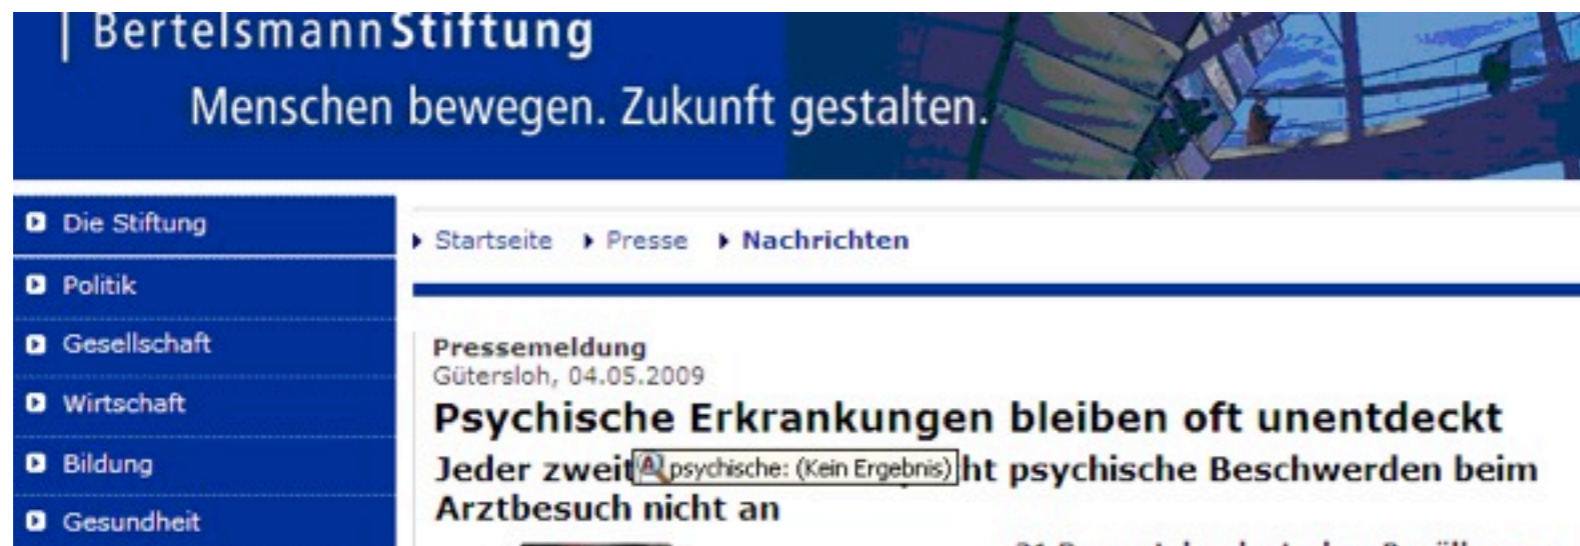 BertelsmannStiftung
Menschen bewegen. Zukunft gestalten.
Die Stiftung
Politik
Gesellschaft
Wirtschaft
Bildung
Gesundheit
Startseite Presse Nachrichten
Pressemeldung
Gütersloh, 04.05.2009
Psychische Erkrankungen bleiben oft unentdeckt
Jeder zweit psychische: (Kein Ergebnis) ht psychische Beschwerden beim
Arztbesuch nicht an